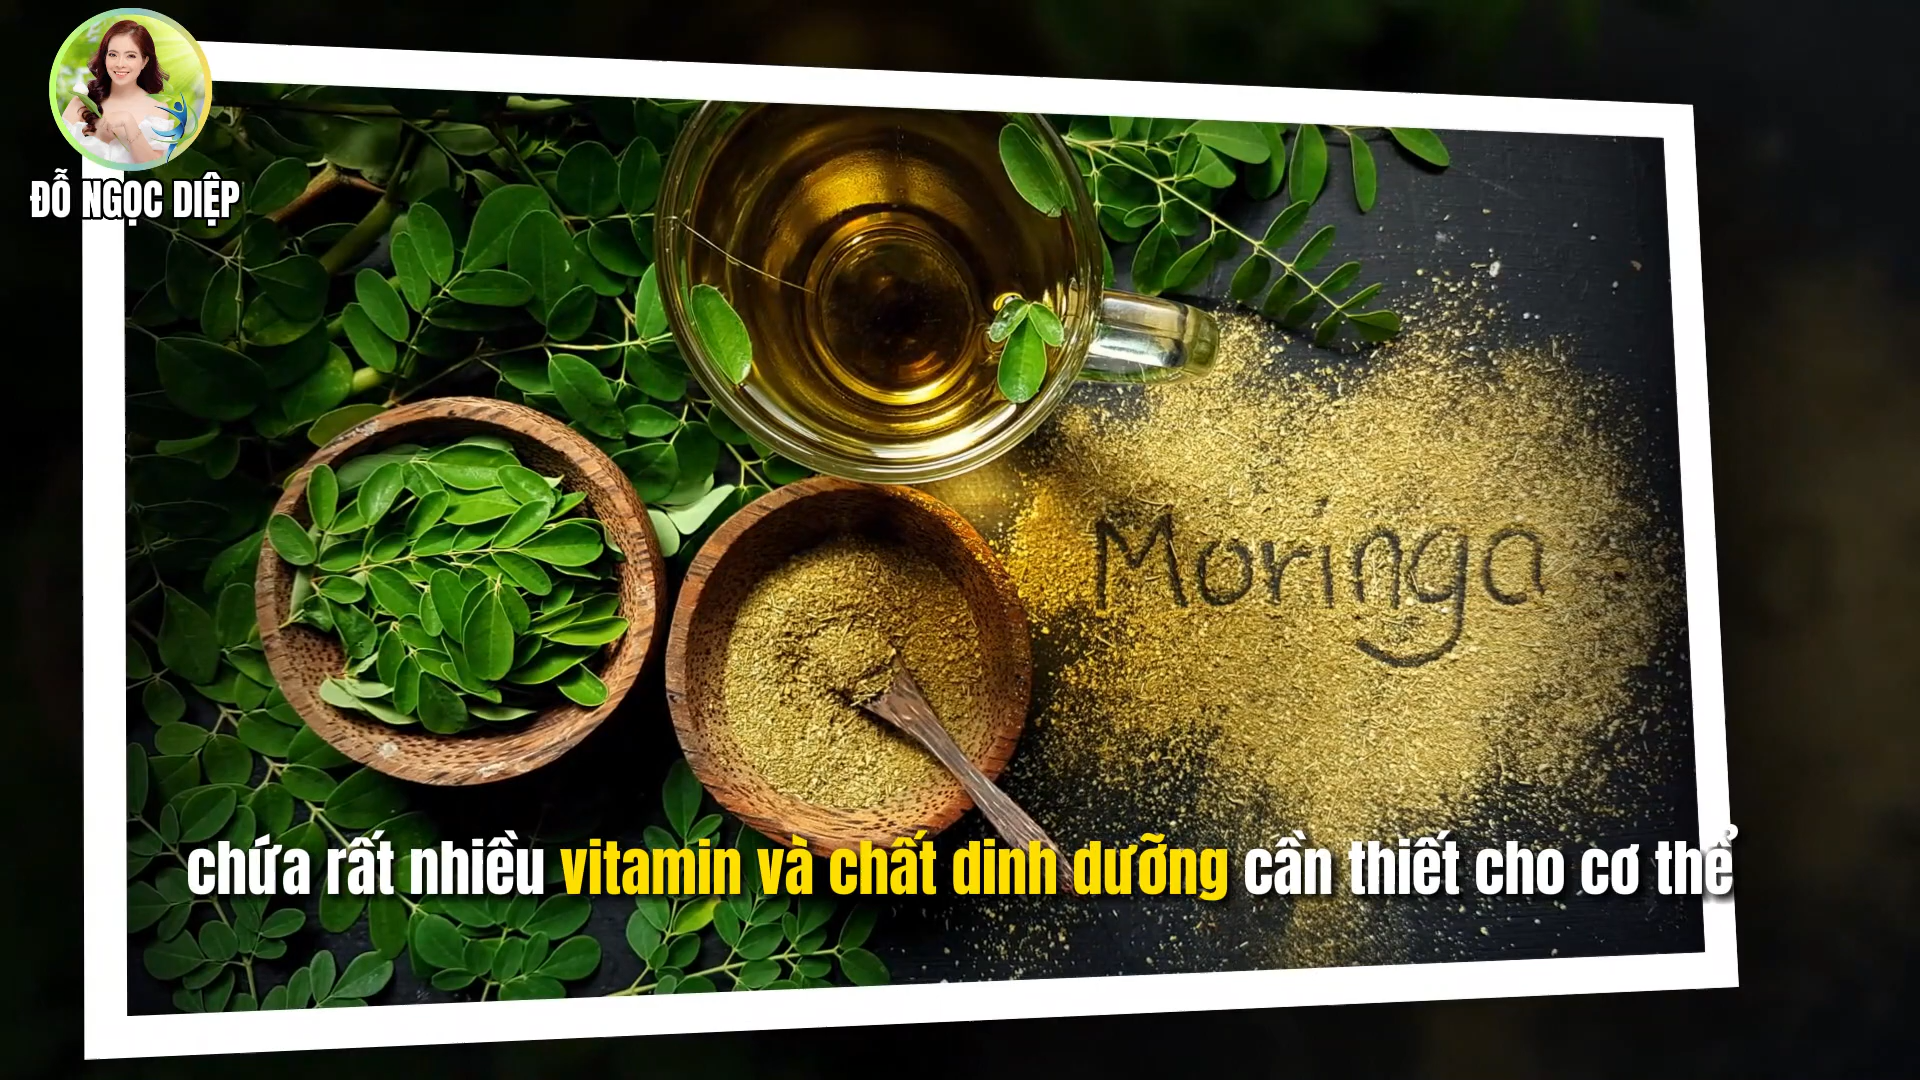 ĐỖ NGỌC DIỆP
Moringa
chứa rất nhiều vitamin và chất dinh dưỡng cần thiết cho cơ thể